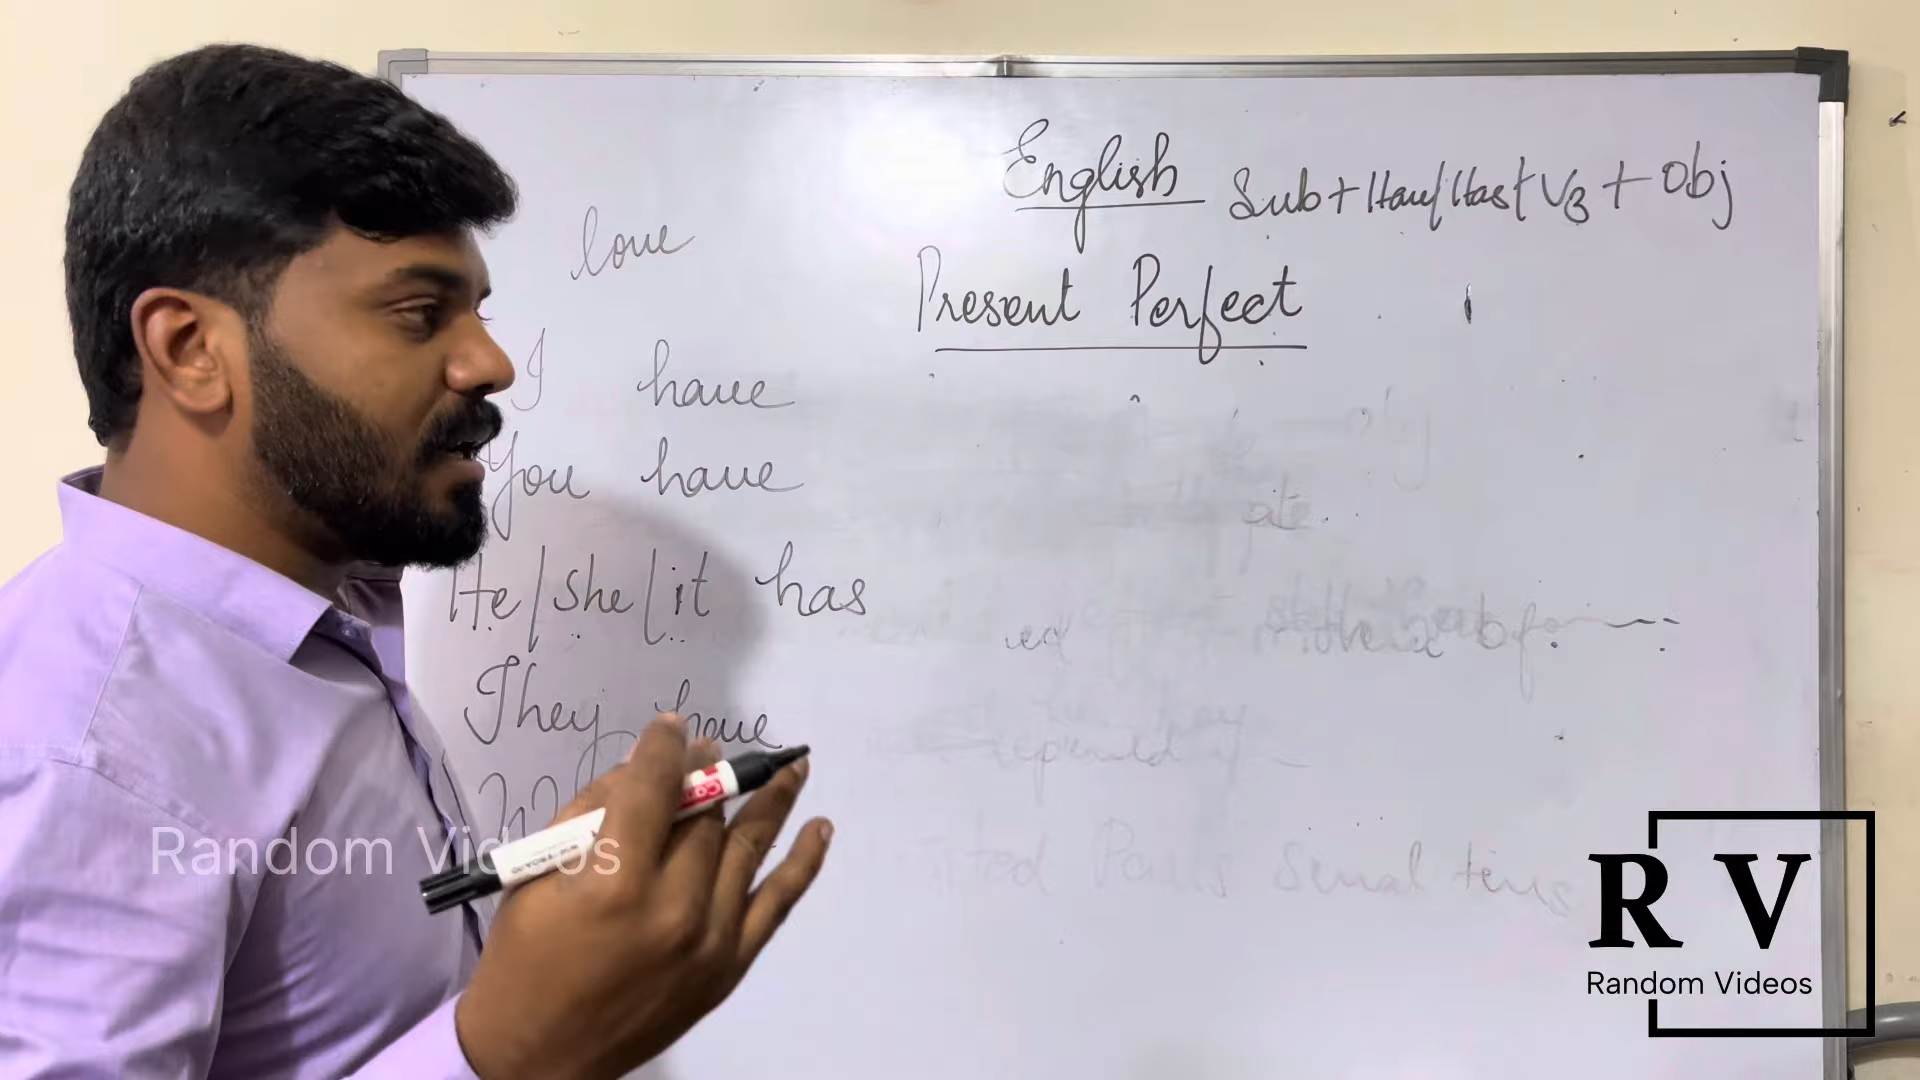 English Sub + Have/Has + V3 + Obj
love
Present Perfect
I have
You have
He/She/it has
They have
Random Videos
R V
Random Videos